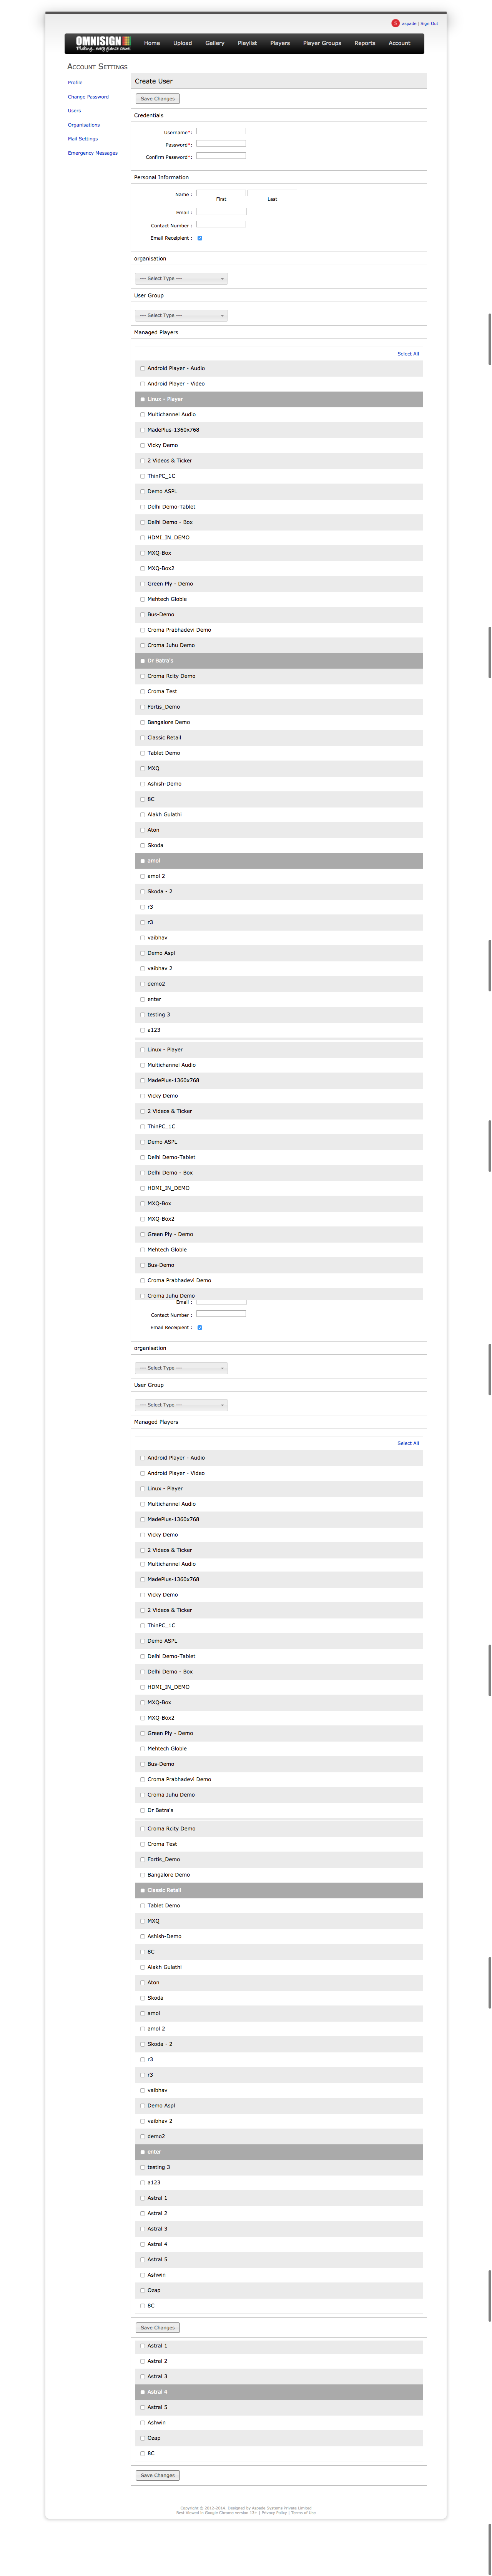 1 aspade | Sign Out
OMNISIGN
Making every glance count
Home Upload Gallery Playlist Players Player Groups Reports Account
Account Settings
Profile
Change Password
Users
Organisations
Mail Settings
Emergency Messages
Create User
Save Changes
Credentials
Username*:
Password*:
Confirm Password*:
Personal Information
Name :
First Last
Email :
Contact Number :
Email Receipient :
organisation
--- Select Type ---
User Group
--- Select Type ---
Managed Players
Select All
Android Player - Audio
Android Player - Video
Linux - Player
Multichannel Audio
MadePlus-1360x768
Vicky Demo
2 Videos & Ticker
ThinPC_1C
Demo ASPL
Delhi Demo-Tablet
Delhi Demo - Box
HDMI_IN_DEMO
MXQ-Box
MXQ-Box2
Green Ply - Demo
Mehtech Globle
Bus-Demo
Croma Prabhadevi Demo
Croma Juhu Demo
Dr Batra's
Croma Rcity Demo
Croma Test
Fortis_Demo
Bangalore Demo
Classic Retail
Tablet Demo
MXQ
Ashish-Demo
BC
Alakh Gulathi
Aton
Skoda
amol
amol 2
Skoda - 2
r3
r3
vaibhav
Demo Aspl
vaibhav 2
demo2
enter
testing 3
a123
Linux - Player
Multichannel Audio
MadePlus-1360x768
Vicky Demo
2 Videos & Ticker
ThinPC_1C
Demo ASPL
Delhi Demo-Tablet
Delhi Demo - Box
HDMI_IN_DEMO
MXQ-Box
MXQ-Box2
Green Ply - Demo
Mehtech Globle
Bus-Demo
Croma Prabhadevi Demo
Croma Juhu Demo
Email :
Contact Number :
Email Receipient :
organisation
--- Select Type ---
User Group
--- Select Type ---
Managed Players
Select All
Android Player - Audio
Android Player - Video
Linux - Player
Multichannel Audio
MadePlus-1360x768
Vicky Demo
2 Videos & Ticker
Multichannel Audio
MadePlus-1360x768
Vicky Demo
2 Videos & Ticker
ThinPC_1C
Demo ASPL
Delhi Demo-Tablet
Delhi Demo - Box
HDMI_IN_DEMO
MXQ-Box
MXQ-Box2
Green Ply - Demo
Mehtech Globle
Bus-Demo
Croma Prabhadevi Demo
Croma Juhu Demo
Dr Batra's
Croma Rcity Demo
Croma Test
Fortis_Demo
Bangalore Demo
Classic Retail
Tablet Demo
MXQ
Ashish-Demo
BC
Alakh Gulathi
Aton
Skoda
amol
amol 2
Skoda - 2
r3
r3
vaibhav
Demo Aspl
vaibhav 2
demo2
enter
testing 3
a123
Astral 1
Astral 2
Astral 3
Astral 4
Astral 5
Ashwin
Ozap
BC
Save Changes
Astral 1
Astral 2
Astral 3
Astral 4
Astral 5
Ashwin
Ozap
BC
Save Changes
Copyright © 2012-2014 Designed by Aspade Systems Private Limited
Best Viewed in Google Chrome version 12+ | Privacy Policy | Terms of Use